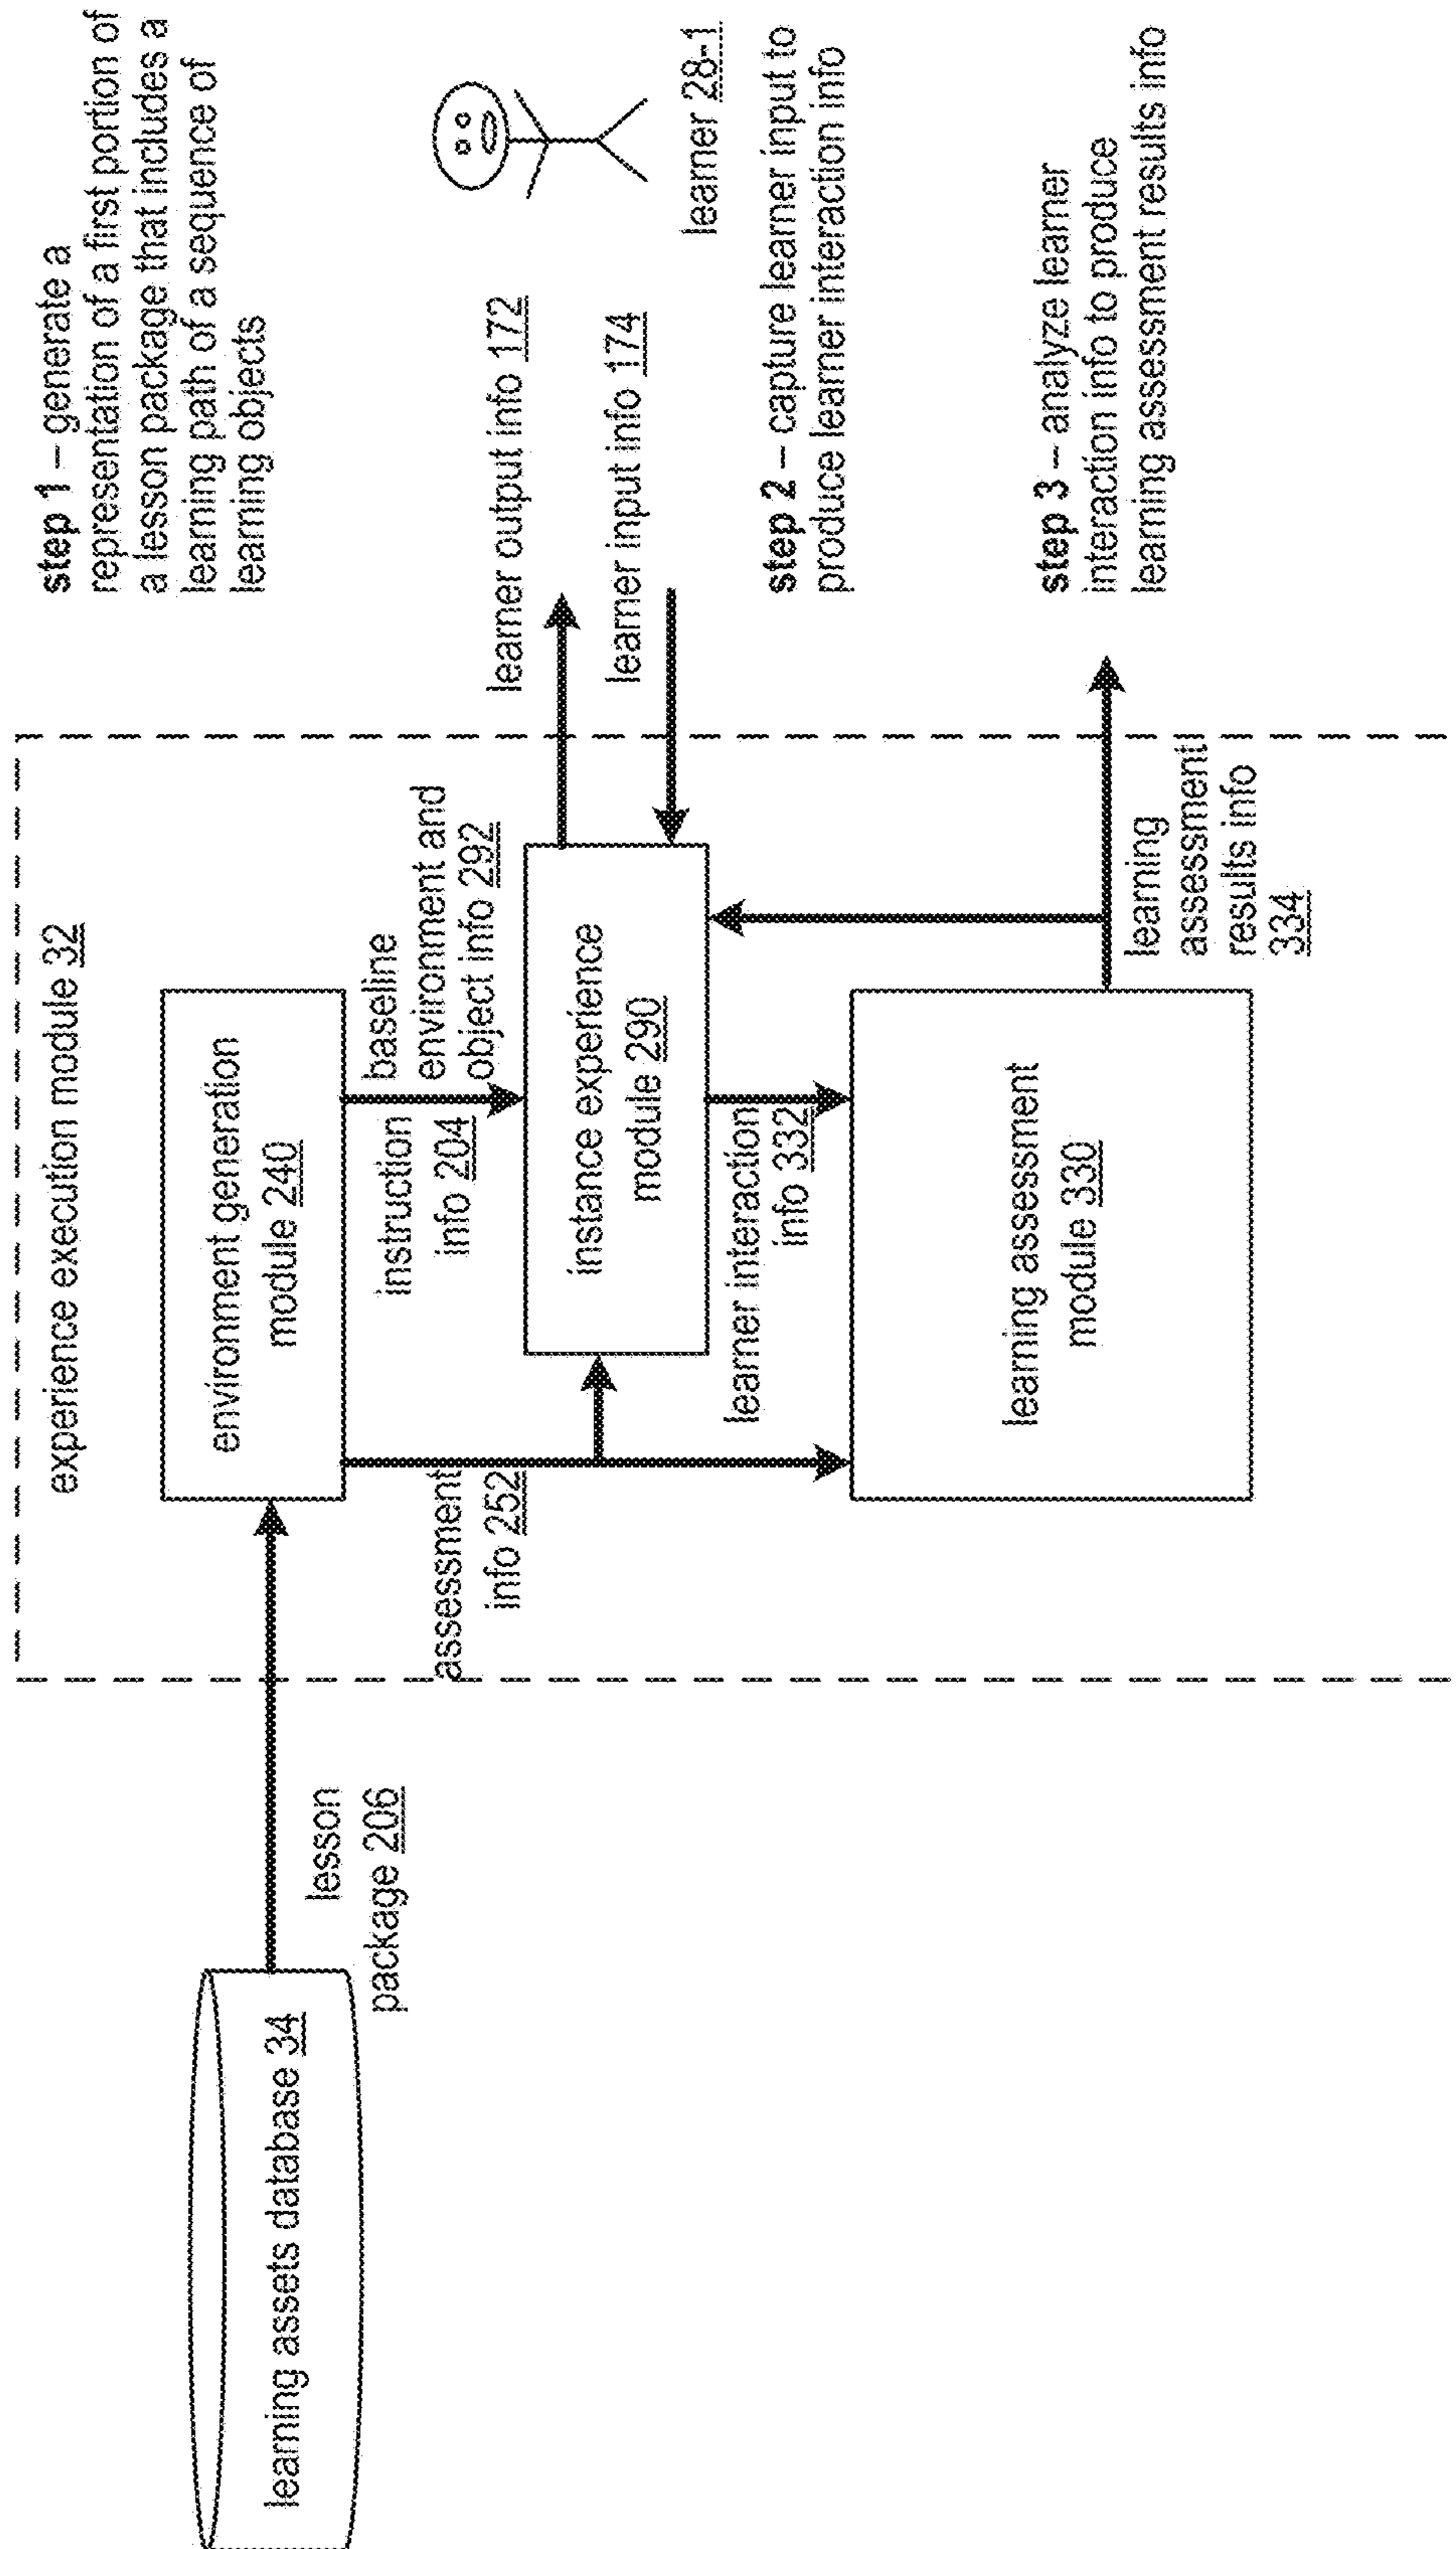 experience execution module 32
step 1 – generate a
representation of a first portion of
a lesson package that includes a
learning path of a sequence of
learning objects
learning assets database 34
lesson
package 206
environment generation
module 240
assessment
info 252
instruction
info 204
baseline
environment and
object info 292
instance experience
module 290
learner output info 172
learner input info 174
learner 28-1
step 2 – capture learner input to
produce learner interaction info
learner interaction
info 332
learning assessment
module 330
learning
assessment
results info
334
step 3 – analyze learner
interaction info to produce
learning assessment results info